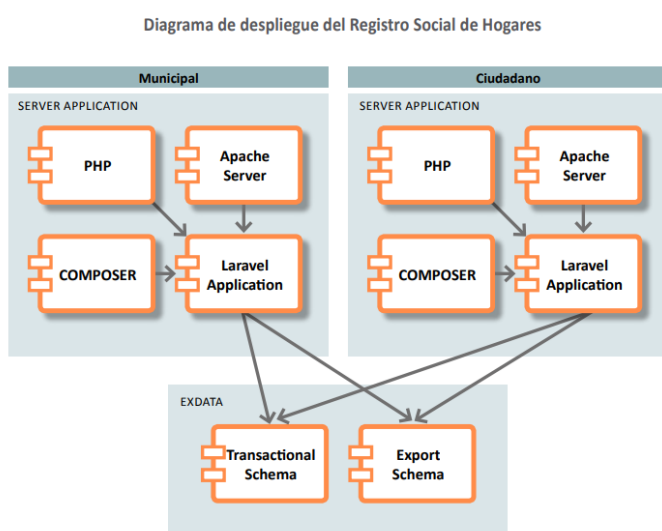 Diagrama de despliegue del Registro Social de Hogares
Municipal
SERVER APPLICATION
PHP
Apache
Server
COMPOSER
Laravel
Application
Ciudadano
SERVER APPLICATION
PHP
Apache
Server
COMPOSER
Laravel
Application
EXDATA
Transactional
Schema
Export
Schema